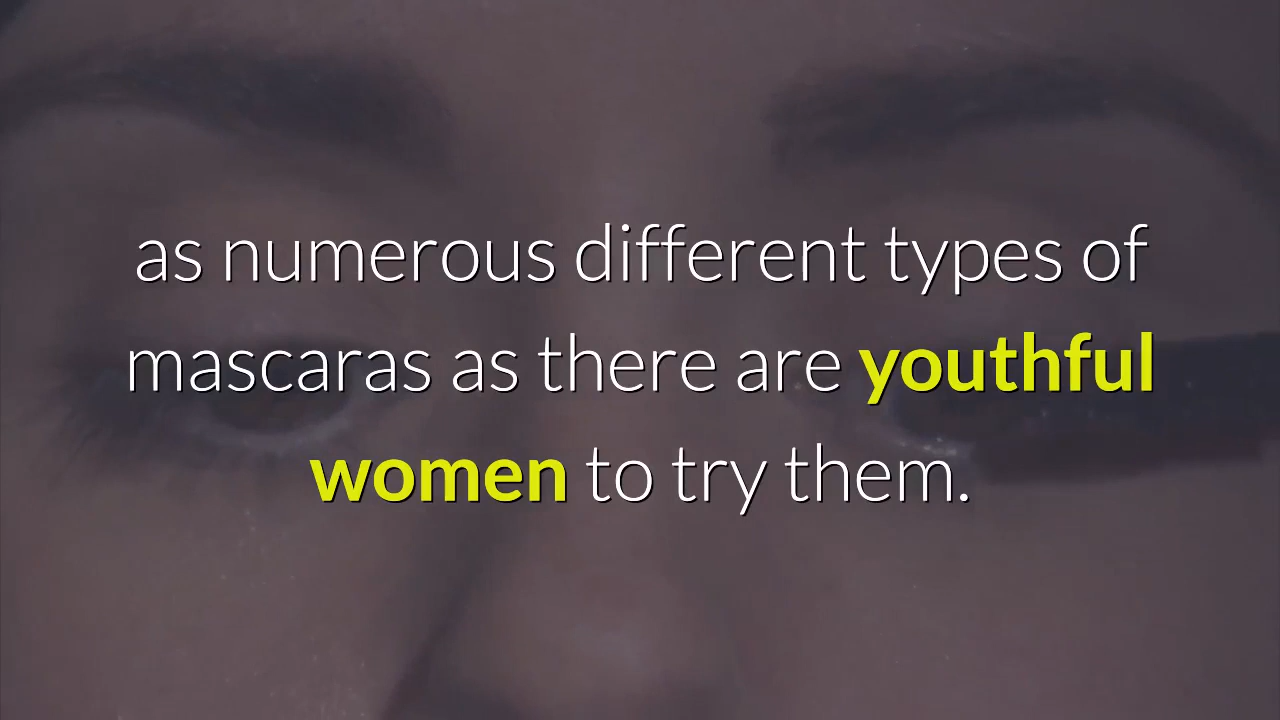 as numerous different types of
mascaras as there are youthful
women to try them.